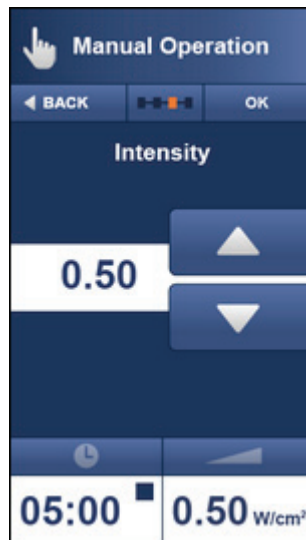 Manual Operation
BACK OK
Intensity
0.50
05:00 0.50 W/cm²